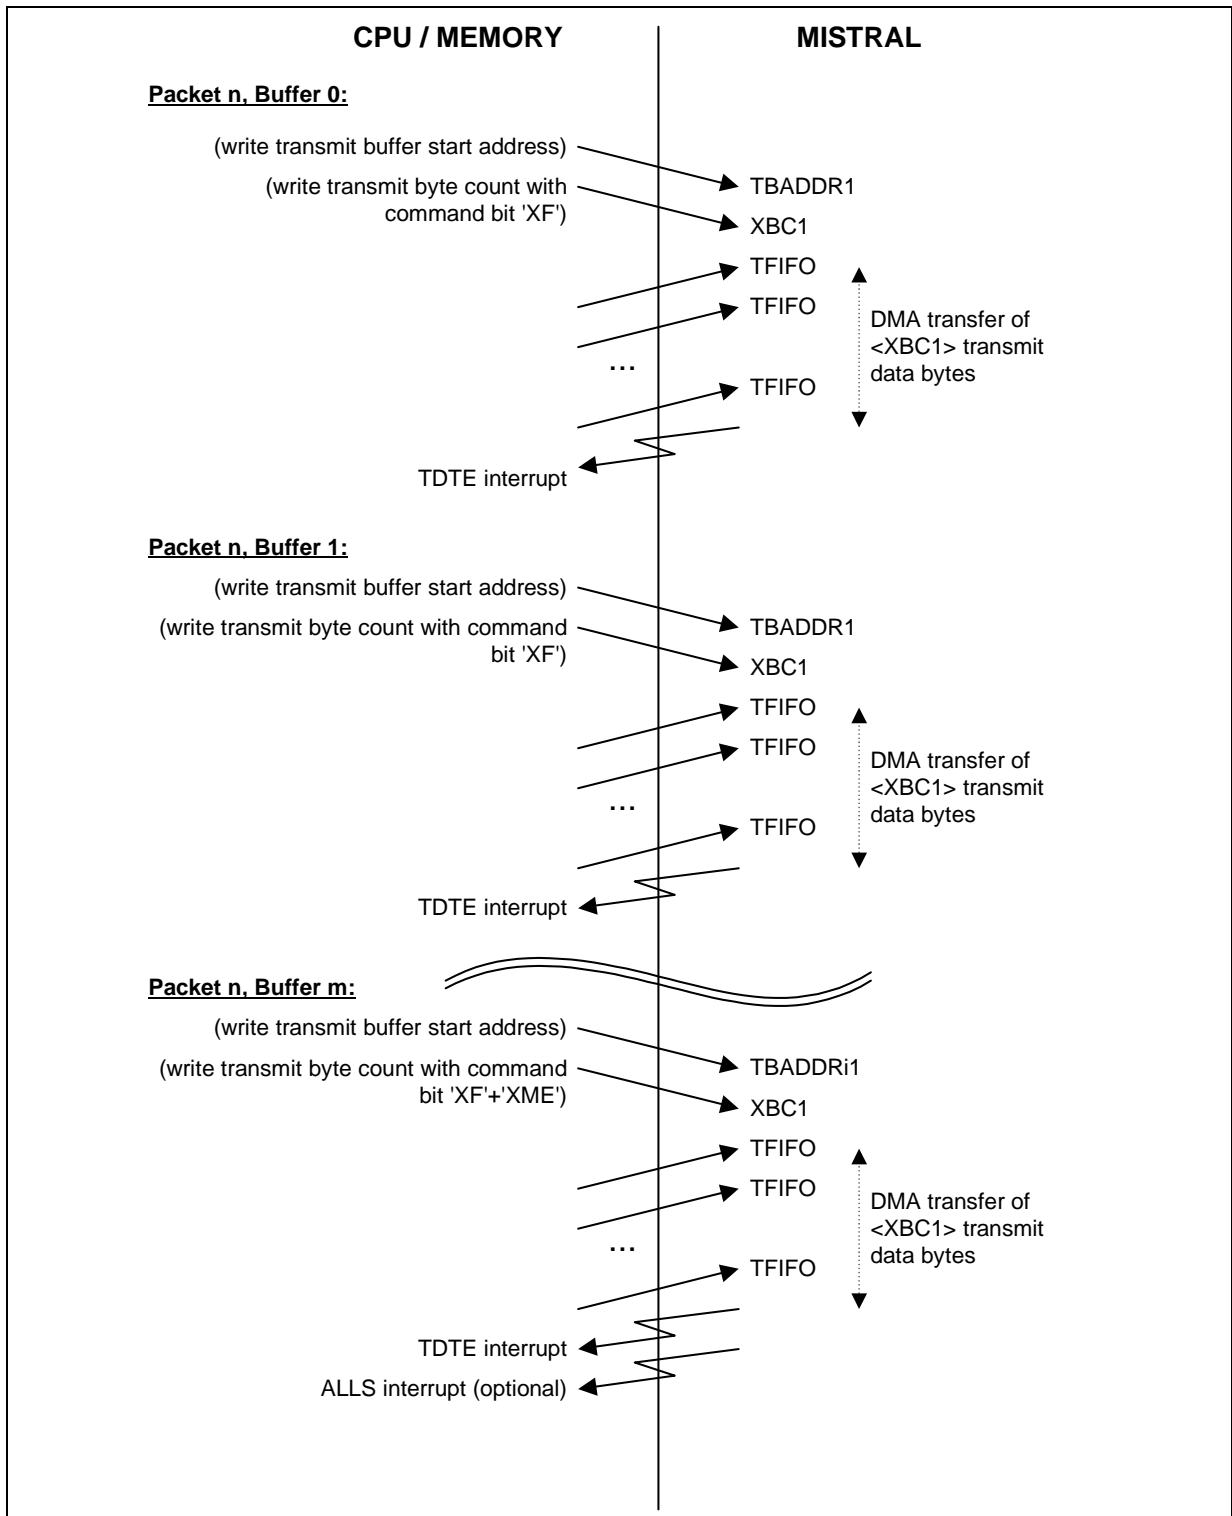 CPU / MEMORY
MISTRAL
Packet n, Buffer 0:
(write transmit buffer start address)
TBADDR1
(write transmit byte count with
command bit 'XF')
XBC1
TFIFO
TFIFO
DMA transfer of
<XBC1> transmit
data bytes
...
TFIFO
TDTE interrupt
Packet n, Buffer 1:
(write transmit buffer start address)
TBADDR1
(write transmit byte count with command
bit 'XF')
XBC1
TFIFO
TFIFO
DMA transfer of
<XBC1> transmit
data bytes
...
TFIFO
TDTE interrupt
Packet n, Buffer m:
(write transmit buffer start address)
TBADDRi1
(write transmit byte count with command
bit 'XF'+'XME')
XBC1
TFIFO
TFIFO
DMA transfer of
<XBC1> transmit
data bytes
...
TFIFO
TDTE interrupt
ALLS interrupt (optional)